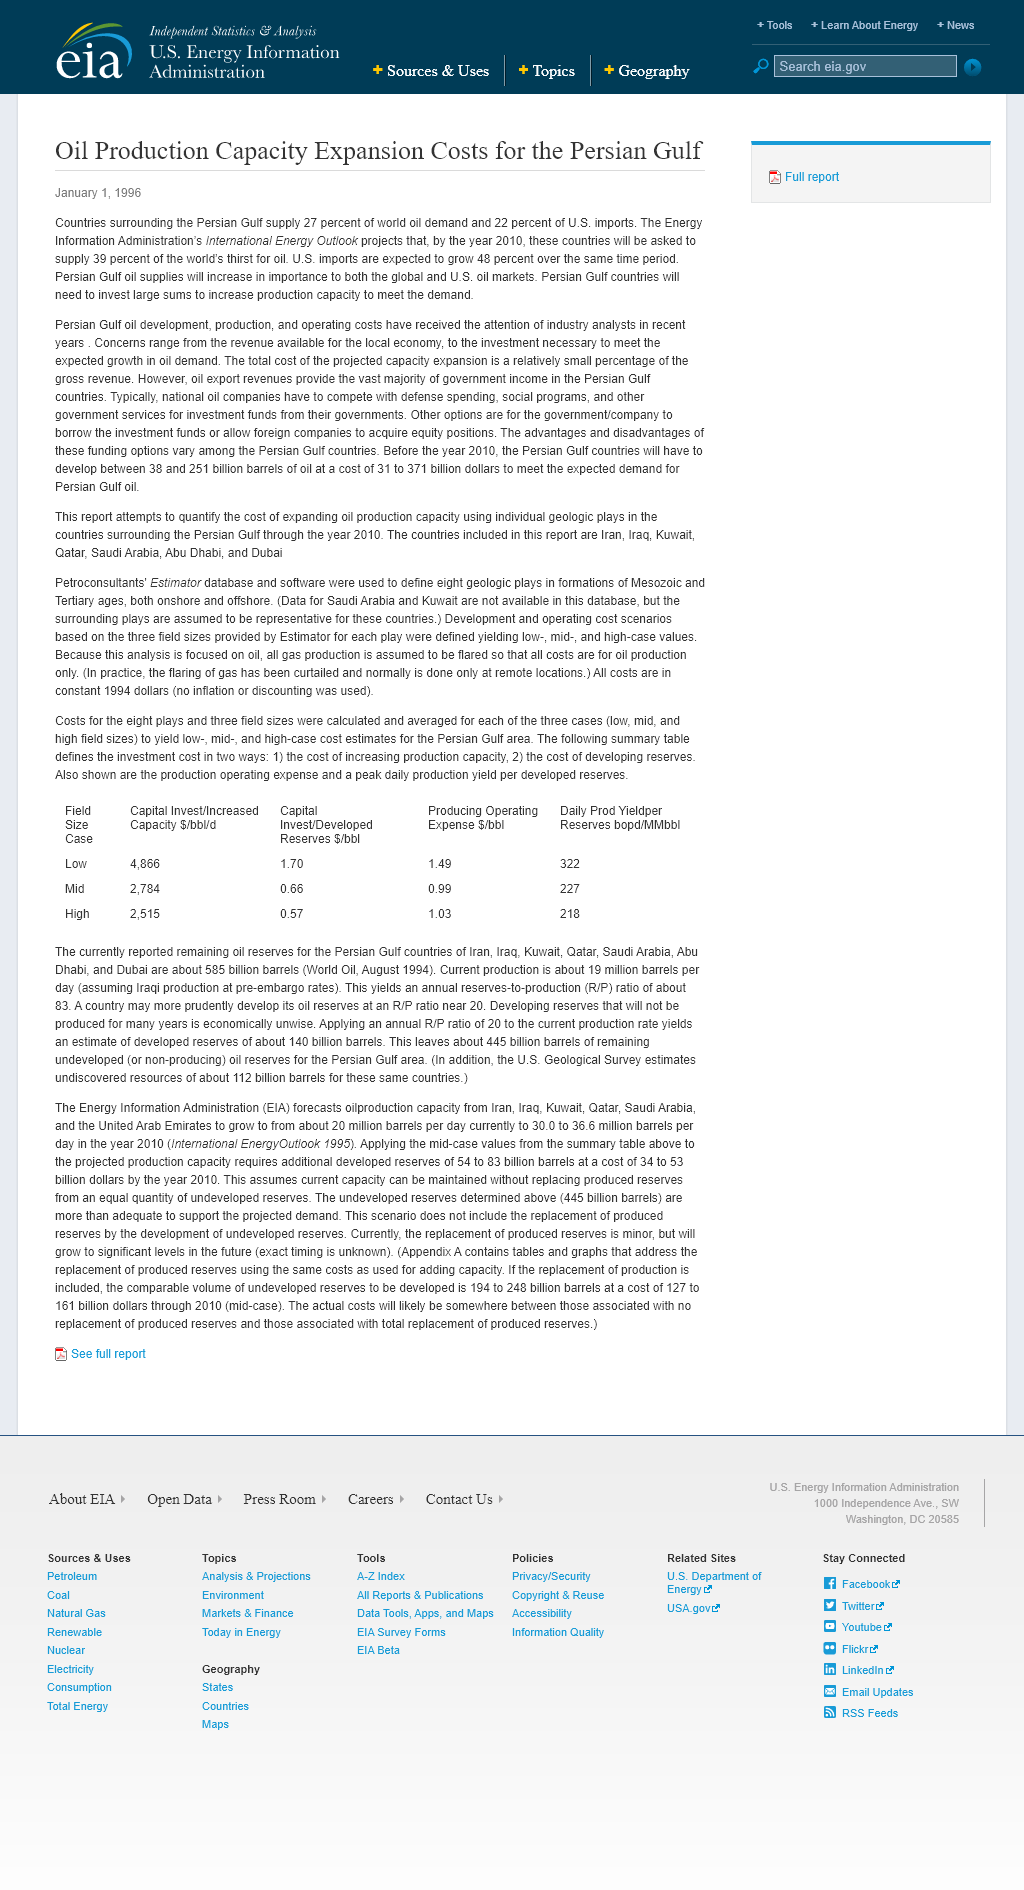 + Tools + Learn About Energy + News
eia
Independent Statistics & Analysis
U.S. Energy Information
Administration
+ Sources & Uses + Topics + Geography
Search eia.gov
Oil Production Capacity Expansion Costs for the Persian Gulf
Full report
January 1, 1996
Countries surrounding the Persian Gulf supply 27 percent of world oil demand and 22 percent of U.S. imports. The Energy
Information Administration's International Energy Outlook projects that, by the year 2010, these countries will be asked to
supply 39 percent of the world's thirst for oil. U.S. imports are expected to grow 48 percent over the same time period.
Persian Gulf oil supplies will increase in importance to both the global and U.S. oil markets. Persian Gulf countries will
need to invest large sums to increase production capacity to meet the demand.
Persian Gulf oil development, production, and operating costs have received the attention of industry analysts in recent
years . Concerns range from the revenue available for the local economy, to the investment necessary to meet the
expected growth in oil demand. The total cost of the projected capacity expansion is a relatively small percentage of the
gross revenue. However, oil export revenues provide the vast majority of government income in the Persian Gulf
countries. Typically, national oil companies have to compete with defense spending, social programs, and other
government services for investment funds from their governments. Other options are for the government/company to
borrow the investment funds or allow foreign companies to acquire equity positions. The advantages and disadvantages of
these funding options vary among the Persian Gulf countries. Before the year 2010, the Persian Gulf countries will have to
develop between 38 and 251 billion barrels of oil at a cost of 31 to 371 billion dollars to meet the expected demand for
Persian Gulf oil.
This report attempts to quantify the cost of expanding oil production capacity using individual geologic plays in the
countries surrounding the Persian Gulf through the year 2010. The countries included in this report are Iran, Iraq, Kuwait,
Qatar, Saudi Arabia, Abu Dhabi, and Dubai
Petroconsultants' Estimator database and software were used to define eight geologic plays in formations of Mesozoic and
Tertiary ages, both onshore and offshore. (Data for Saudi Arabia and Kuwait are not available in this database, but the
surrounding plays are assumed to be representative for these countries.) Development and operating cost scenarios
based on the three field sizes provided by Estimator for each play were defined yielding low-, mid-, and high-case values.
Because this analysis is focused on oil, all gas production is assumed to be flared so that all costs are for oil production
only. (In practice, the flaring of gas has been curtailed and normally is done only at remote locations.) All costs are in
constant 1994 dollars (no inflation or discounting was used).
Costs for the eight plays and three field sizes were calculated and averaged for each of the three cases (low, mid, and
high field sizes) to yield low-, mid-, and high-case cost estimates for the Persian Gulf area. The following summary table
defines the investment cost in two ways: 1) the cost of increasing production capacity, 2) the cost of developing reserves.
Also shown are the production operating expense and a peak daily production yield per developed reserves.
Field Capital Invest/Increased Capital Producing Operating Daily Prod Yieldper
Size Capacity $/bbl/d Invest/Developed Expense $/bbl Reserves bopd/MMbbl
Case Reserves $/bbl
Low 4,866 1.70 1.49 322
Mid 2,784 0.66 0.99 227
High 2,515 0.57 1.03 218
The currently reported remaining oil reserves for the Persian Gulf countries of Iran, Iraq, Kuwait, Qatar, Saudi Arabia, Abu
Dhabi, and Dubai are about 585 billion barrels (World Oil, August 1994). Current production is about 19 million barrels per
day (assuming Iraqi production at pre-embargo rates). This yields an annual reserves-to-production (R/P) ratio of about
83. A country may more prudently develop its oil reserves at an R/P ratio near 20. Developing reserves that will not be
produced for many years is economically unwise. Applying an annual R/P ratio of 20 to the current production rate yields
an estimate of developed reserves of about 140 billion barrels. This leaves about 445 billion barrels of remaining
undeveloped (or non-producing) oil reserves for the Persian Gulf area. (In addition, the U.S. Geological Survey estimates
undiscovered resources of about 112 billion barrels for these same countries.)
The Energy Information Administration (EIA) forecasts oilproduction capacity from Iran, Iraq, Kuwait, Qatar, Saudi Arabia,
and the United Arab Emirates to grow to from about 20 million barrels per day currently to 30.0 to 36.6 million barrels per
day in the year 2010 (International EnergyOutlook 1995). Applying the mid-case values from the summary table above to
the projected production capacity requires additional developed reserves of 54 to 83 billion barrels at a cost of 34 to 53
billion dollars by the year 2010. This assumes current capacity can be maintained without replacing produced reserves
from an equal quantity of undeveloped reserves. The undeveloped reserves determined above (445 billion barrels) are
more than adequate to support the projected demand. This scenario does not include the replacement of produced
reserves by the development of undeveloped reserves. Currently, the replacement of produced reserves is minor, but will
grow to significant levels in the future (exact timing is unknown). (Appendix A contains tables and graphs that address the
replacement of produced reserves using the same costs as used for adding capacity. If the replacement of production is
included, the comparable volume of undeveloped reserves to be developed is 194 to 248 billion barrels at a cost of 127 to
161 billion dollars through 2010 (mid-case). The actual costs will likely be somewhere between those associated with no
replacement of produced reserves and those associated with total replacement of produced reserves.)
See full report
About EIA Open Data Press Room Careers Contact Us
U.S. Energy Information Administration
1000 Independence Ave., SW
Washington, DC 20585
Sources & Uses
Petroleum
Coal
Natural Gas
Renewable
Nuclear
Electricity
Consumption
Total Energy
Topics
Analysis & Projections
Environment
Markets & Finance
Today in Energy
Geography
States
Countries
Maps
Tools
A-Z Index
All Reports & Publications
Data Tools, Apps, and Maps
EIA Survey Forms
EIA Beta
Policies
Privacy/Security
Copyright & Reuse
Accessibility
Information Quality
Related Sites
U.S. Department of
Energy
USA.gov
Stay Connected
Facebook
Twitter
Youtube
Flickr
LinkedIn
Email Updates
RSS Feeds